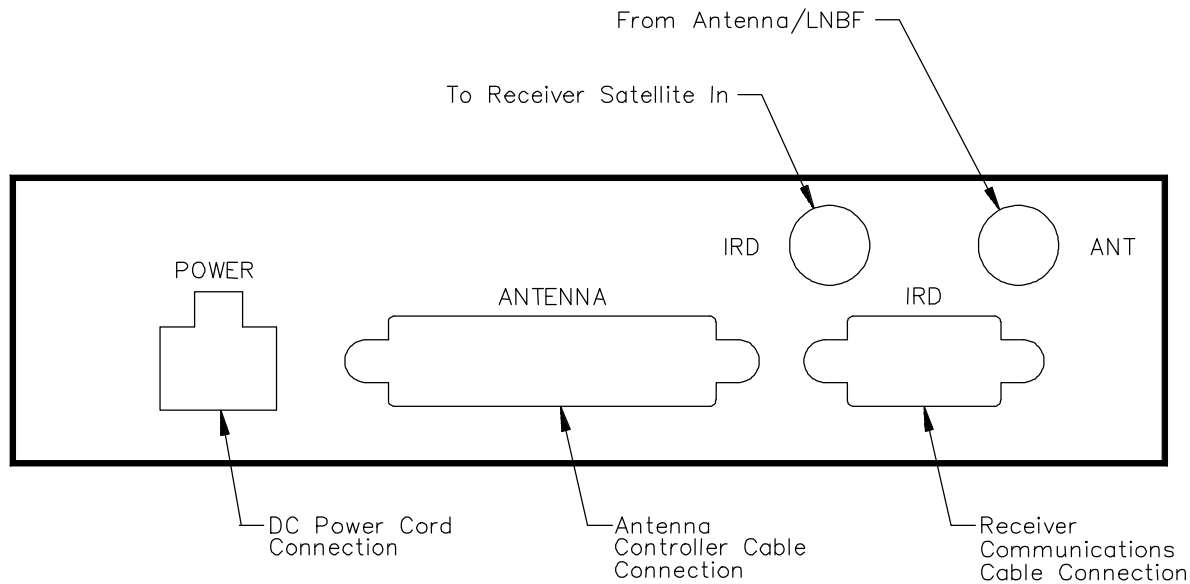 From Antenna/LNBF
To Receiver Satellite In
IRD
ANT
POWER
ANTENNA
IRD
DC Power Cord
Connection
Antenna
Controller Cable
Connection
Receiver
Communications
Cable Connection